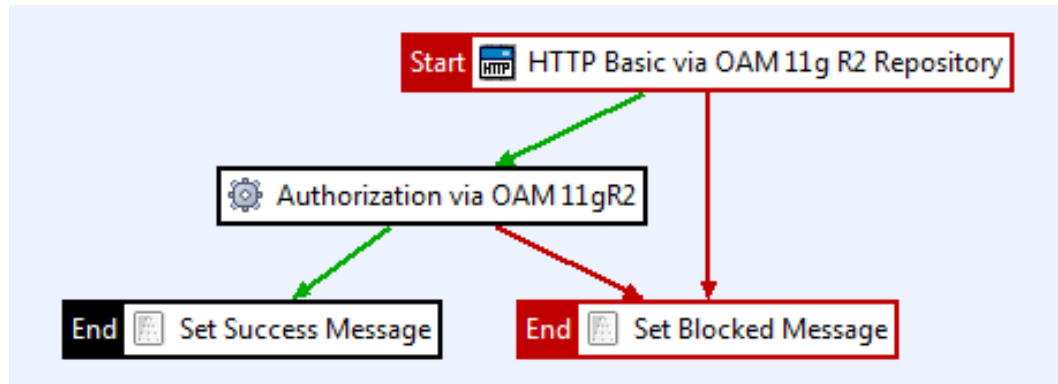 Start HTTP HTTP Basic via OAM 11g R2 Repository
Authorization via OAM 11gR2
End Set Success Message
End Set Blocked Message